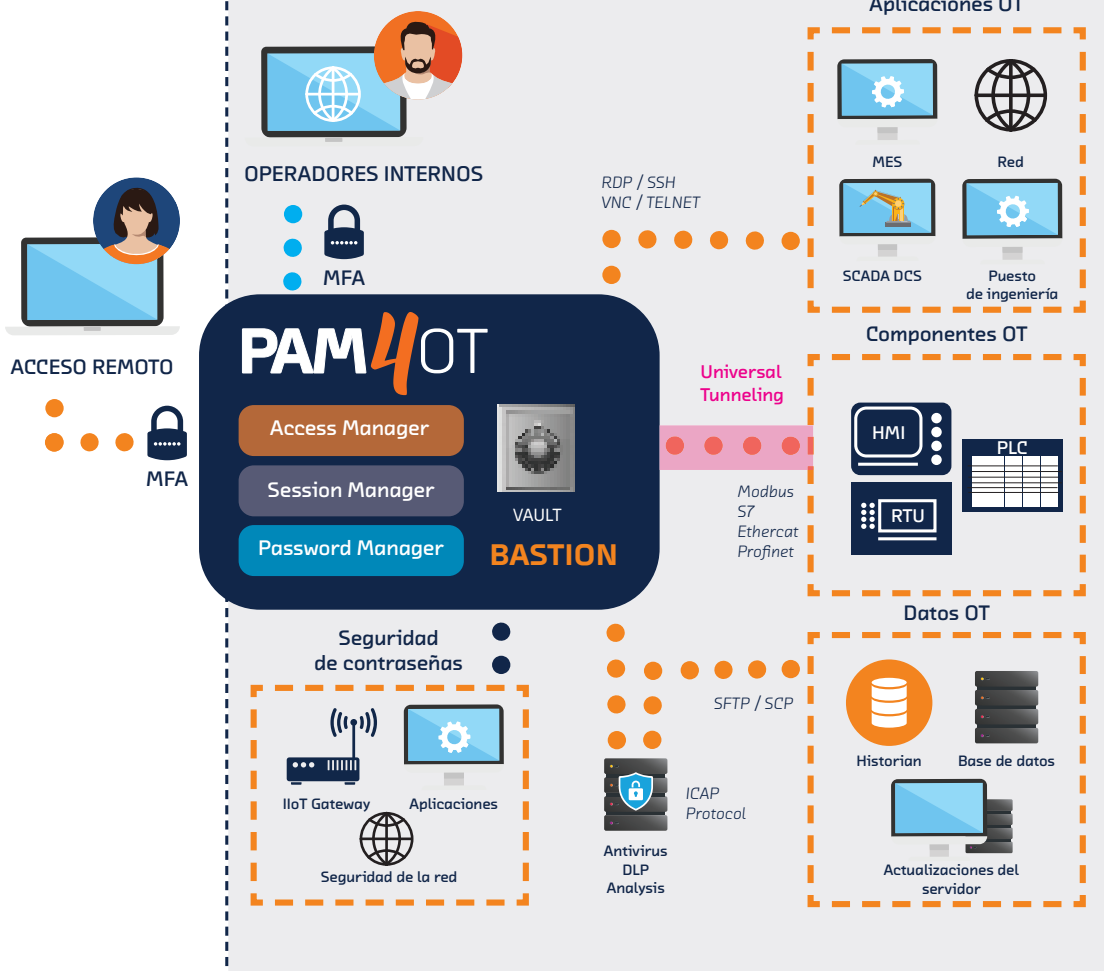 Aplicaciones OT
OPERADORES INTERNOS
MFA
RDP / SSH
VNC / TELNET
MES
Red
SCADA DCS
Puesto
de ingeniería
ACCESO REMOTO
MFA
PAM4OT
Access Manager
Session Manager
Password Manager
VAULT
BASTION
Universal
Tunneling
Modbus
S7
Ethercat
Profinet
Componentes OT
HMI
PLC
RTU
Seguridad
de contraseñas
IIoT Gateway
Aplicaciones
Seguridad de la red
SFTP / SCP
ICAP
Protocol
Antivirus
DLP
Analysis
Datos OT
Historian
Base de datos
Actualizaciones del
servidor